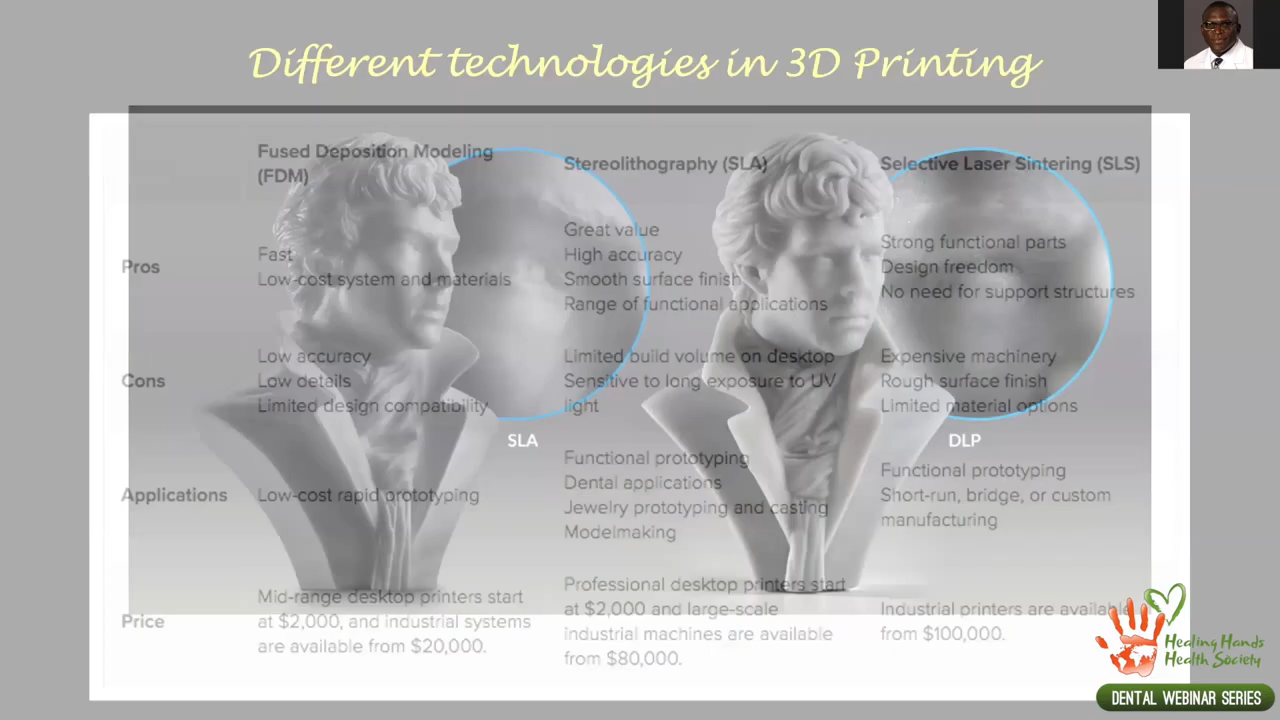 Different technologies in 3D Printing
Fused Deposition Modeling
(FDM)
Stereolithography (SLA)
Selective Laser Sintering (SLS)
Pros
Fast
Low-cost system and materials
Great value
High accuracy
Smooth surface finish
Range of functional applications
Strong functional parts
Design freedom
No need for support structures
Cons
Low accuracy
Low details
Limited design compatibility
Limited build volume on desktop
Sensitive to long exposure to UV
light
Expensive machinery
Rough surface finish
Limited material options
SLA
DLP
Applications
Low-cost rapid prototyping
Functional prototyping
Dental applications
Jewelry prototyping and casting
Modelmaking
Functional prototyping
Short-run, bridge, or custom
manufacturing
Price
Mid-range desktop printers start
at $2,000, and industrial systems
are available from $20,000.
Professional desktop printers start
at $2,000 and large-scale
industrial machines are available
from $80,000.
Industrial printers are available
from $100,000.
Healing Hands
Health Society
DENTAL WEBINAR SERIES